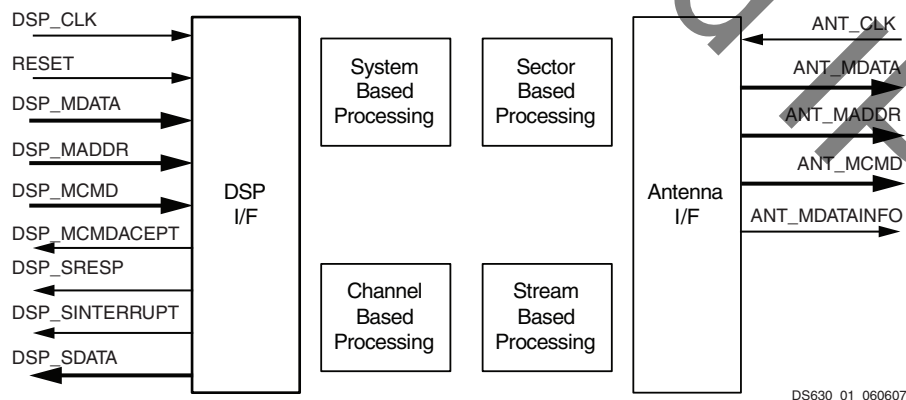 DSP_CLK
RESET
DSP_MDATA
DSP_MADDR
DSP_MCMD
DSP_MCMDACEPT
DSP_SRESP
DSP_SINTERRUPT
DSP_SDATA
DSP
I/F
System
Based
Processing
Sector
Based
Processing
Channel
Based
Processing
Stream
Based
Processing
Antenna
I/F
ANT_CLK
ANT_MDATA
ANT_MADDR
ANT_MCMD
ANT_MDATAINFO
DS630_01_060607